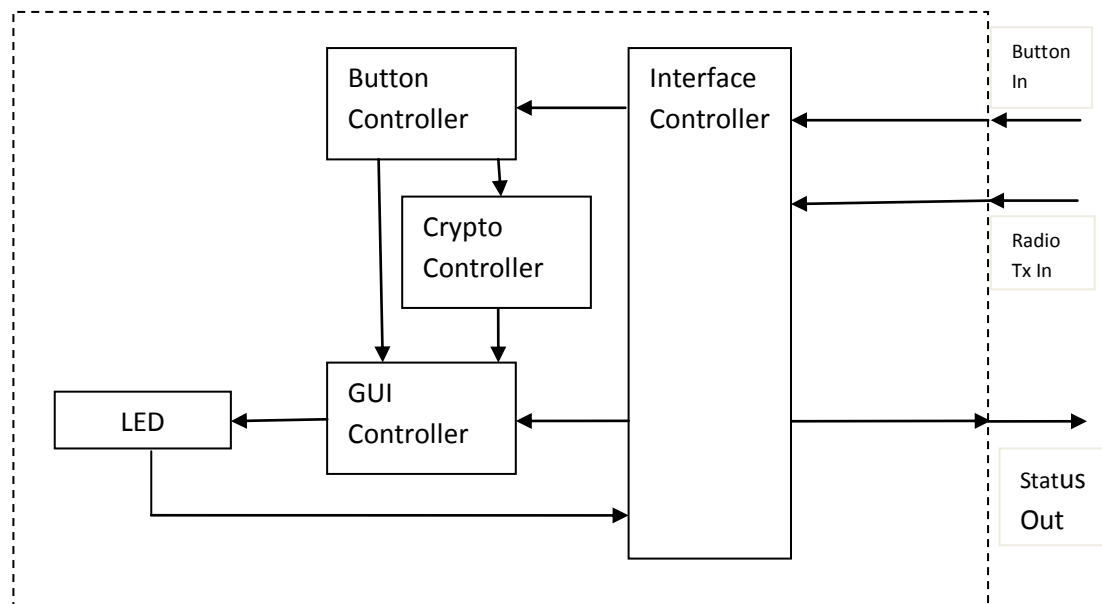 Button
Controller
Interface
Controller
Button
In
Crypto
Controller
Radio
Tx In
GUI
Controller
LED
Status
Out